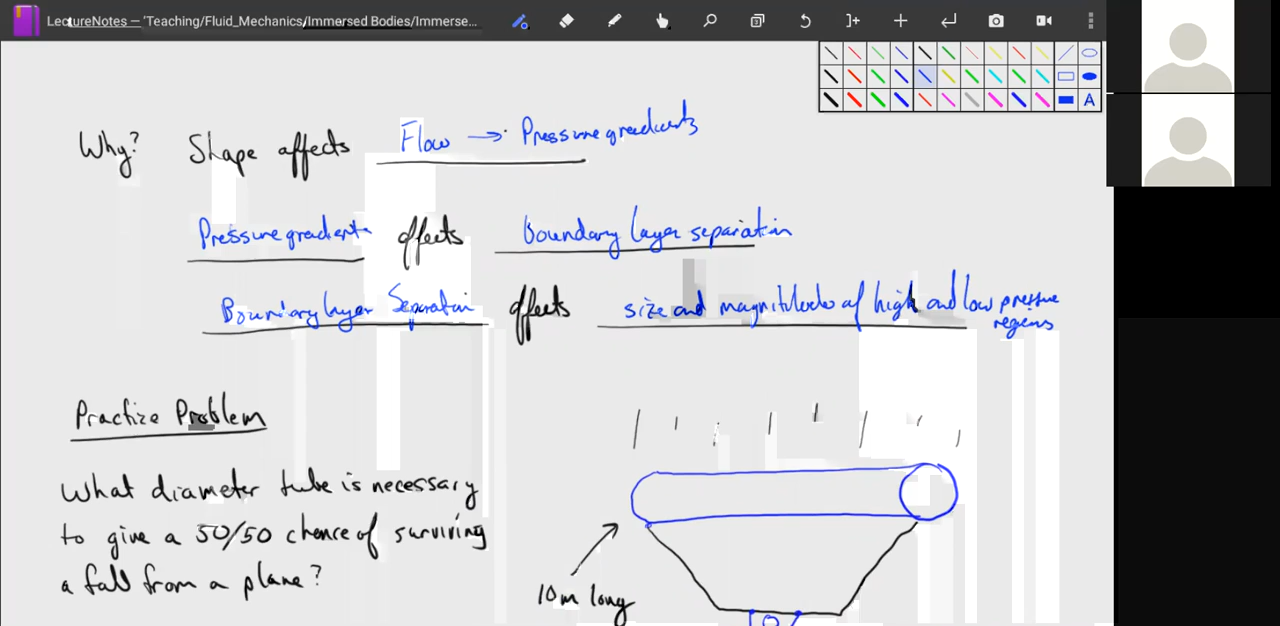 LectureNotes — 'Teaching/Fluid_Mechanics/Immersed Bodies/Immerse...
A
Why? Shape affects Flow → Pressure gradients
Pressure gradients affects boundary layer separation
Boundary layer Separation affects size and magnitude of high and low pressure
regions
Practice Problem
What diameter tube is necessary
to give a 50/50 chance of surviving
a fall from a plane?
10m long